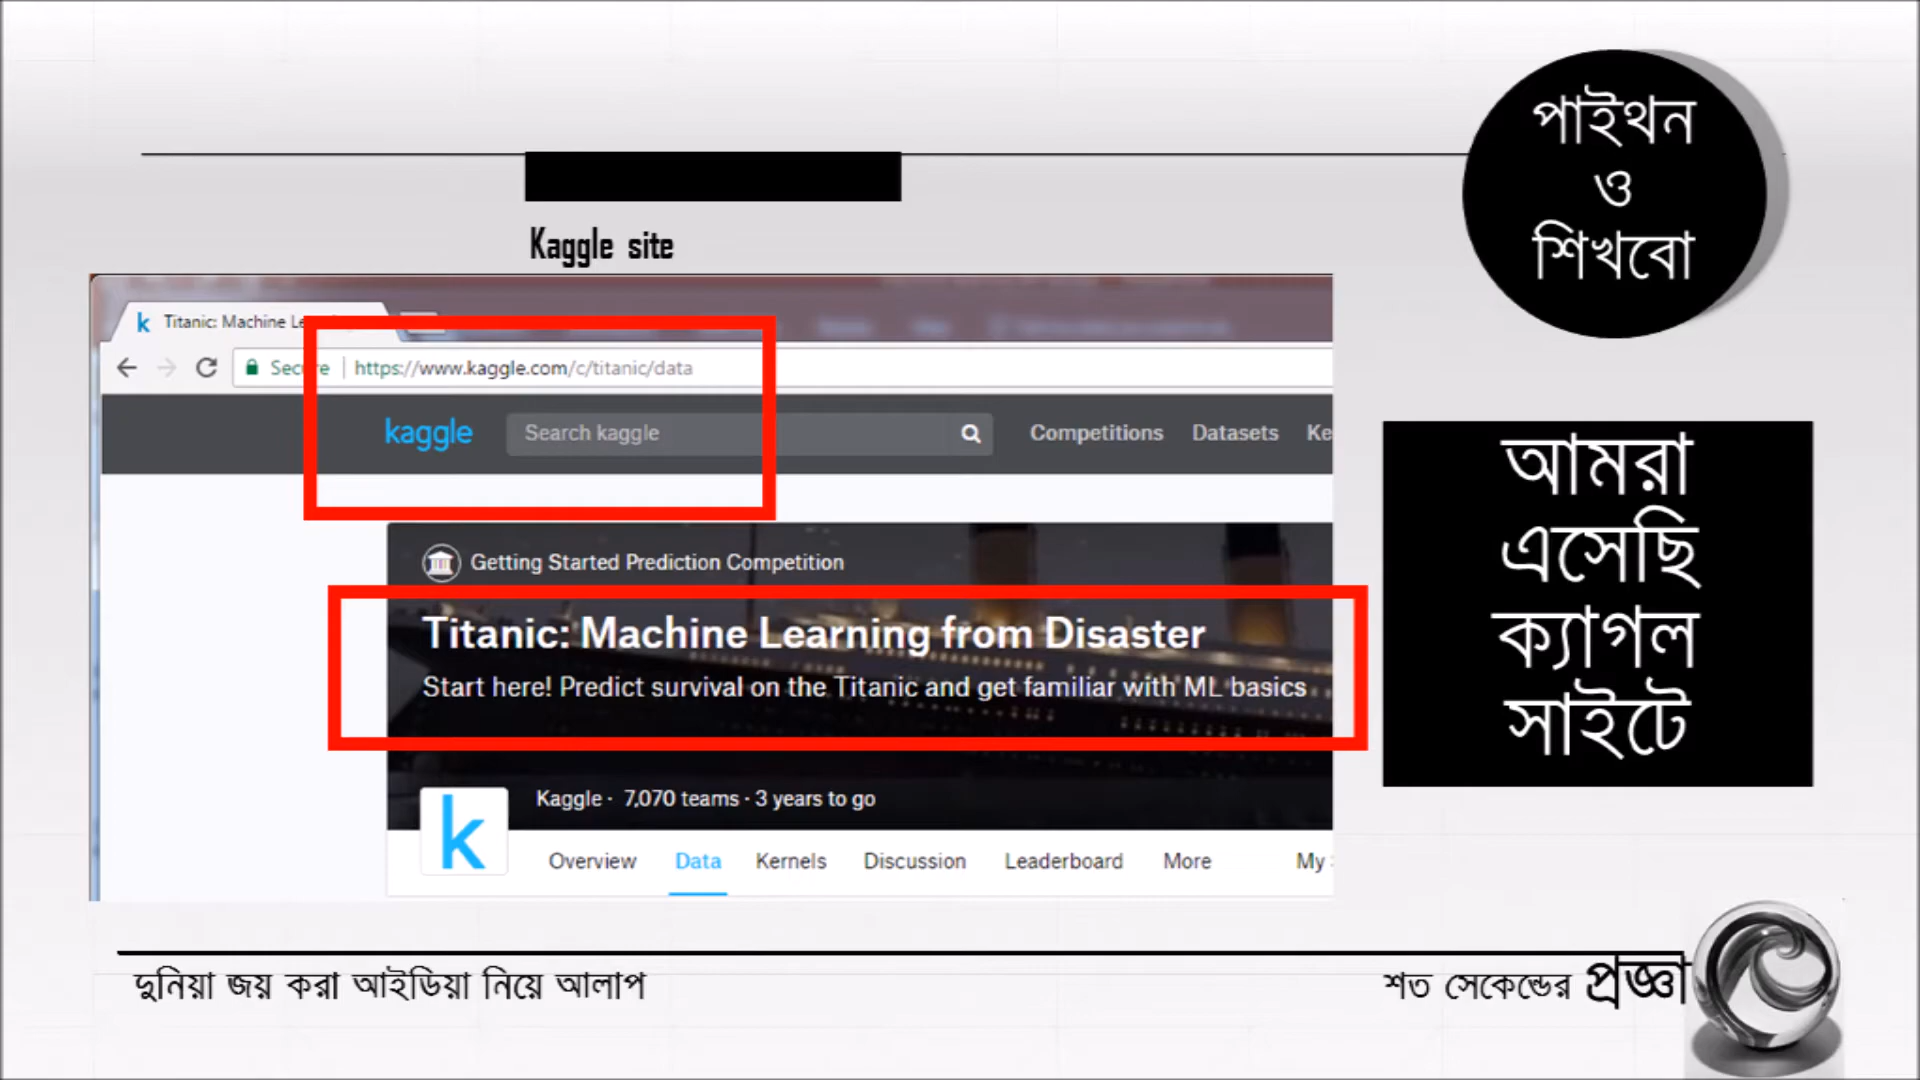 পাইথন
ও
শিখবো
Kaggle site
Titanic: Machine Le
Secure | https://www.kaggle.com/c/titanic/data
kaggle Search kaggle Competitions Datasets Ke
আমরা
এসেছি
ক্যাগল
সাইটে
Getting Started Prediction Competition
Titanic: Machine Learning from Disaster
Start here! Predict survival on the Titanic and get familiar with ML basics
k
Kaggle · 7,070 teams · 3 years to go
Overview Data Kernels Discussion Leaderboard More My
দুনিয়া জয় করা আইডিয়া নিয়ে আলাপ
শত সেকেন্ডের প্রজ্ঞা